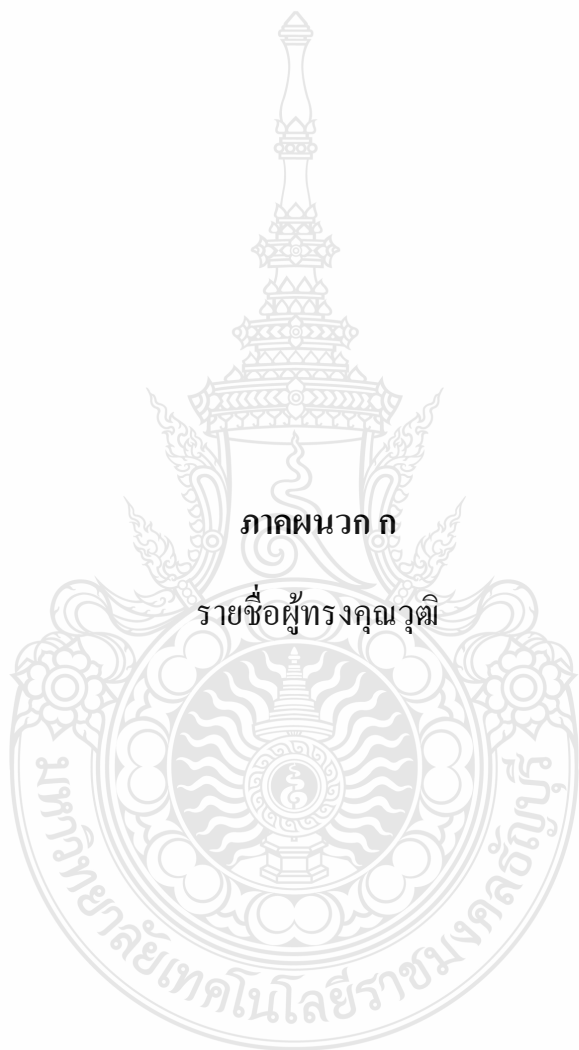 ภาคผนวก ก
รายชื่อผู้ทรงคุณวุฒิ
มหาวิทยาลัยเทคโนโลยีราชมงคลธัญบุรี